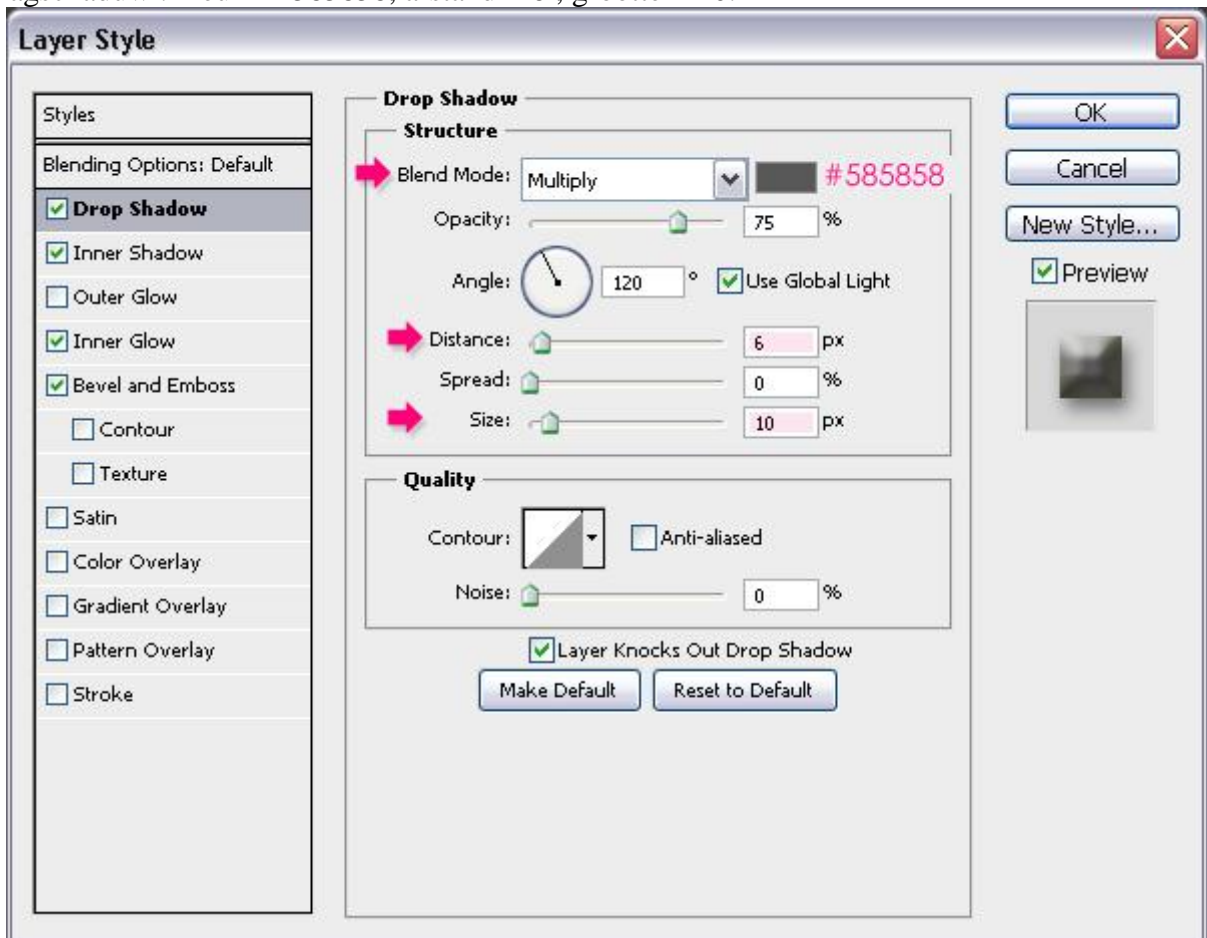 Layer Style
Styles
Blending Options: Default
Drop Shadow
Inner Shadow
Outer Glow
Inner Glow
Bevel and Emboss
Contour
Texture
Satin
Color Overlay
Gradient Overlay
Pattern Overlay
Stroke
Drop Shadow
Structure
Blend Mode: Multiply #585858
Opacity: 75 %
Angle: 120 ° Use Global Light
Distance: 6 px
Spread: 0 %
Size: 10 px
Quality
Contour: Anti-aliased
Noise: 0 %
Layer Knocks Out Drop Shadow
Make Default Reset to Default
OK
Cancel
New Style...
Preview